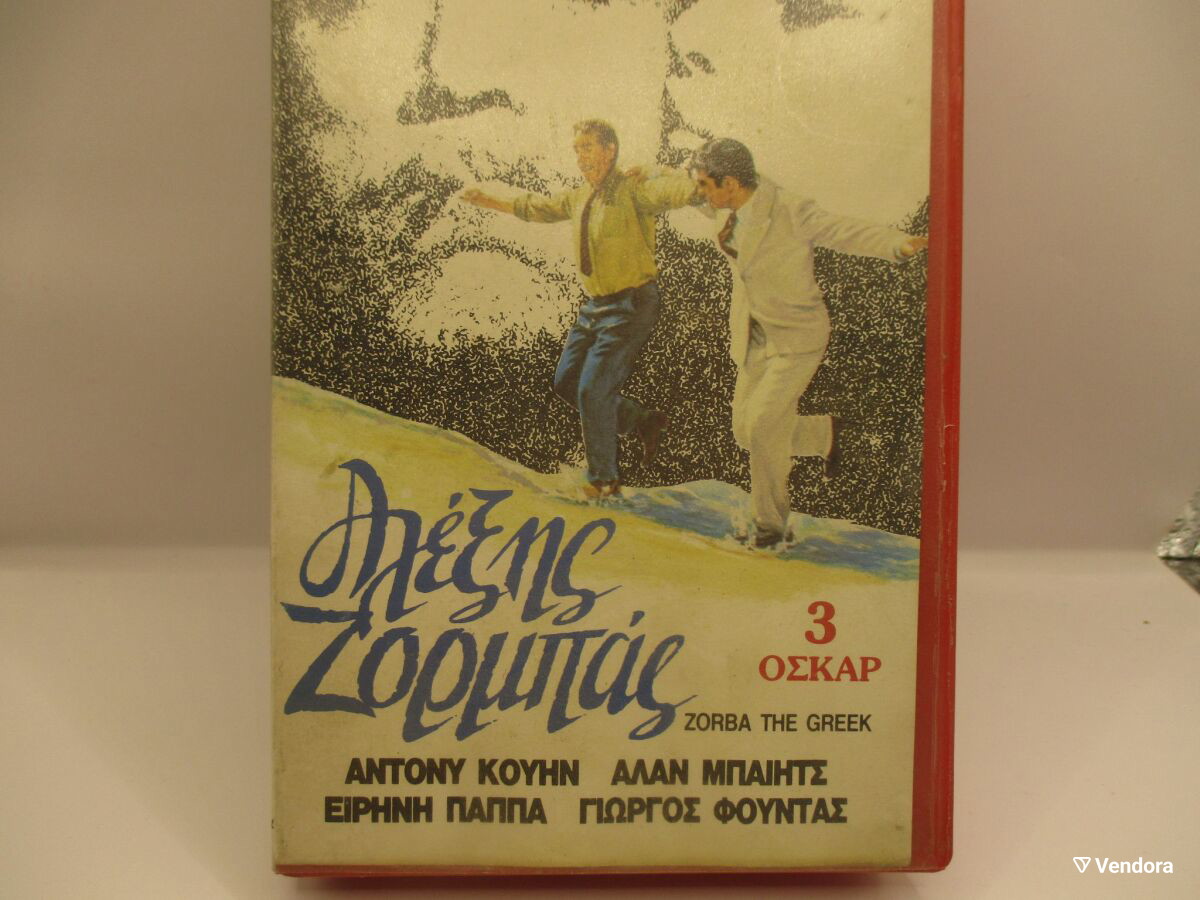 Αλέξης
Ζορμπάς
3
ΟΣΚΑΡ
ZORBA THE GREEK
ΑΝΤΟΝΥ ΚΟΥΗΝ ΑΛΑΝ ΜΠΑΙΗΤΣ
ΕΙΡΗΝΗ ΠΑΠΠΑ ΓΙΩΡΓΟΣ ΦΟΥΝΤΑΣ
Vendora